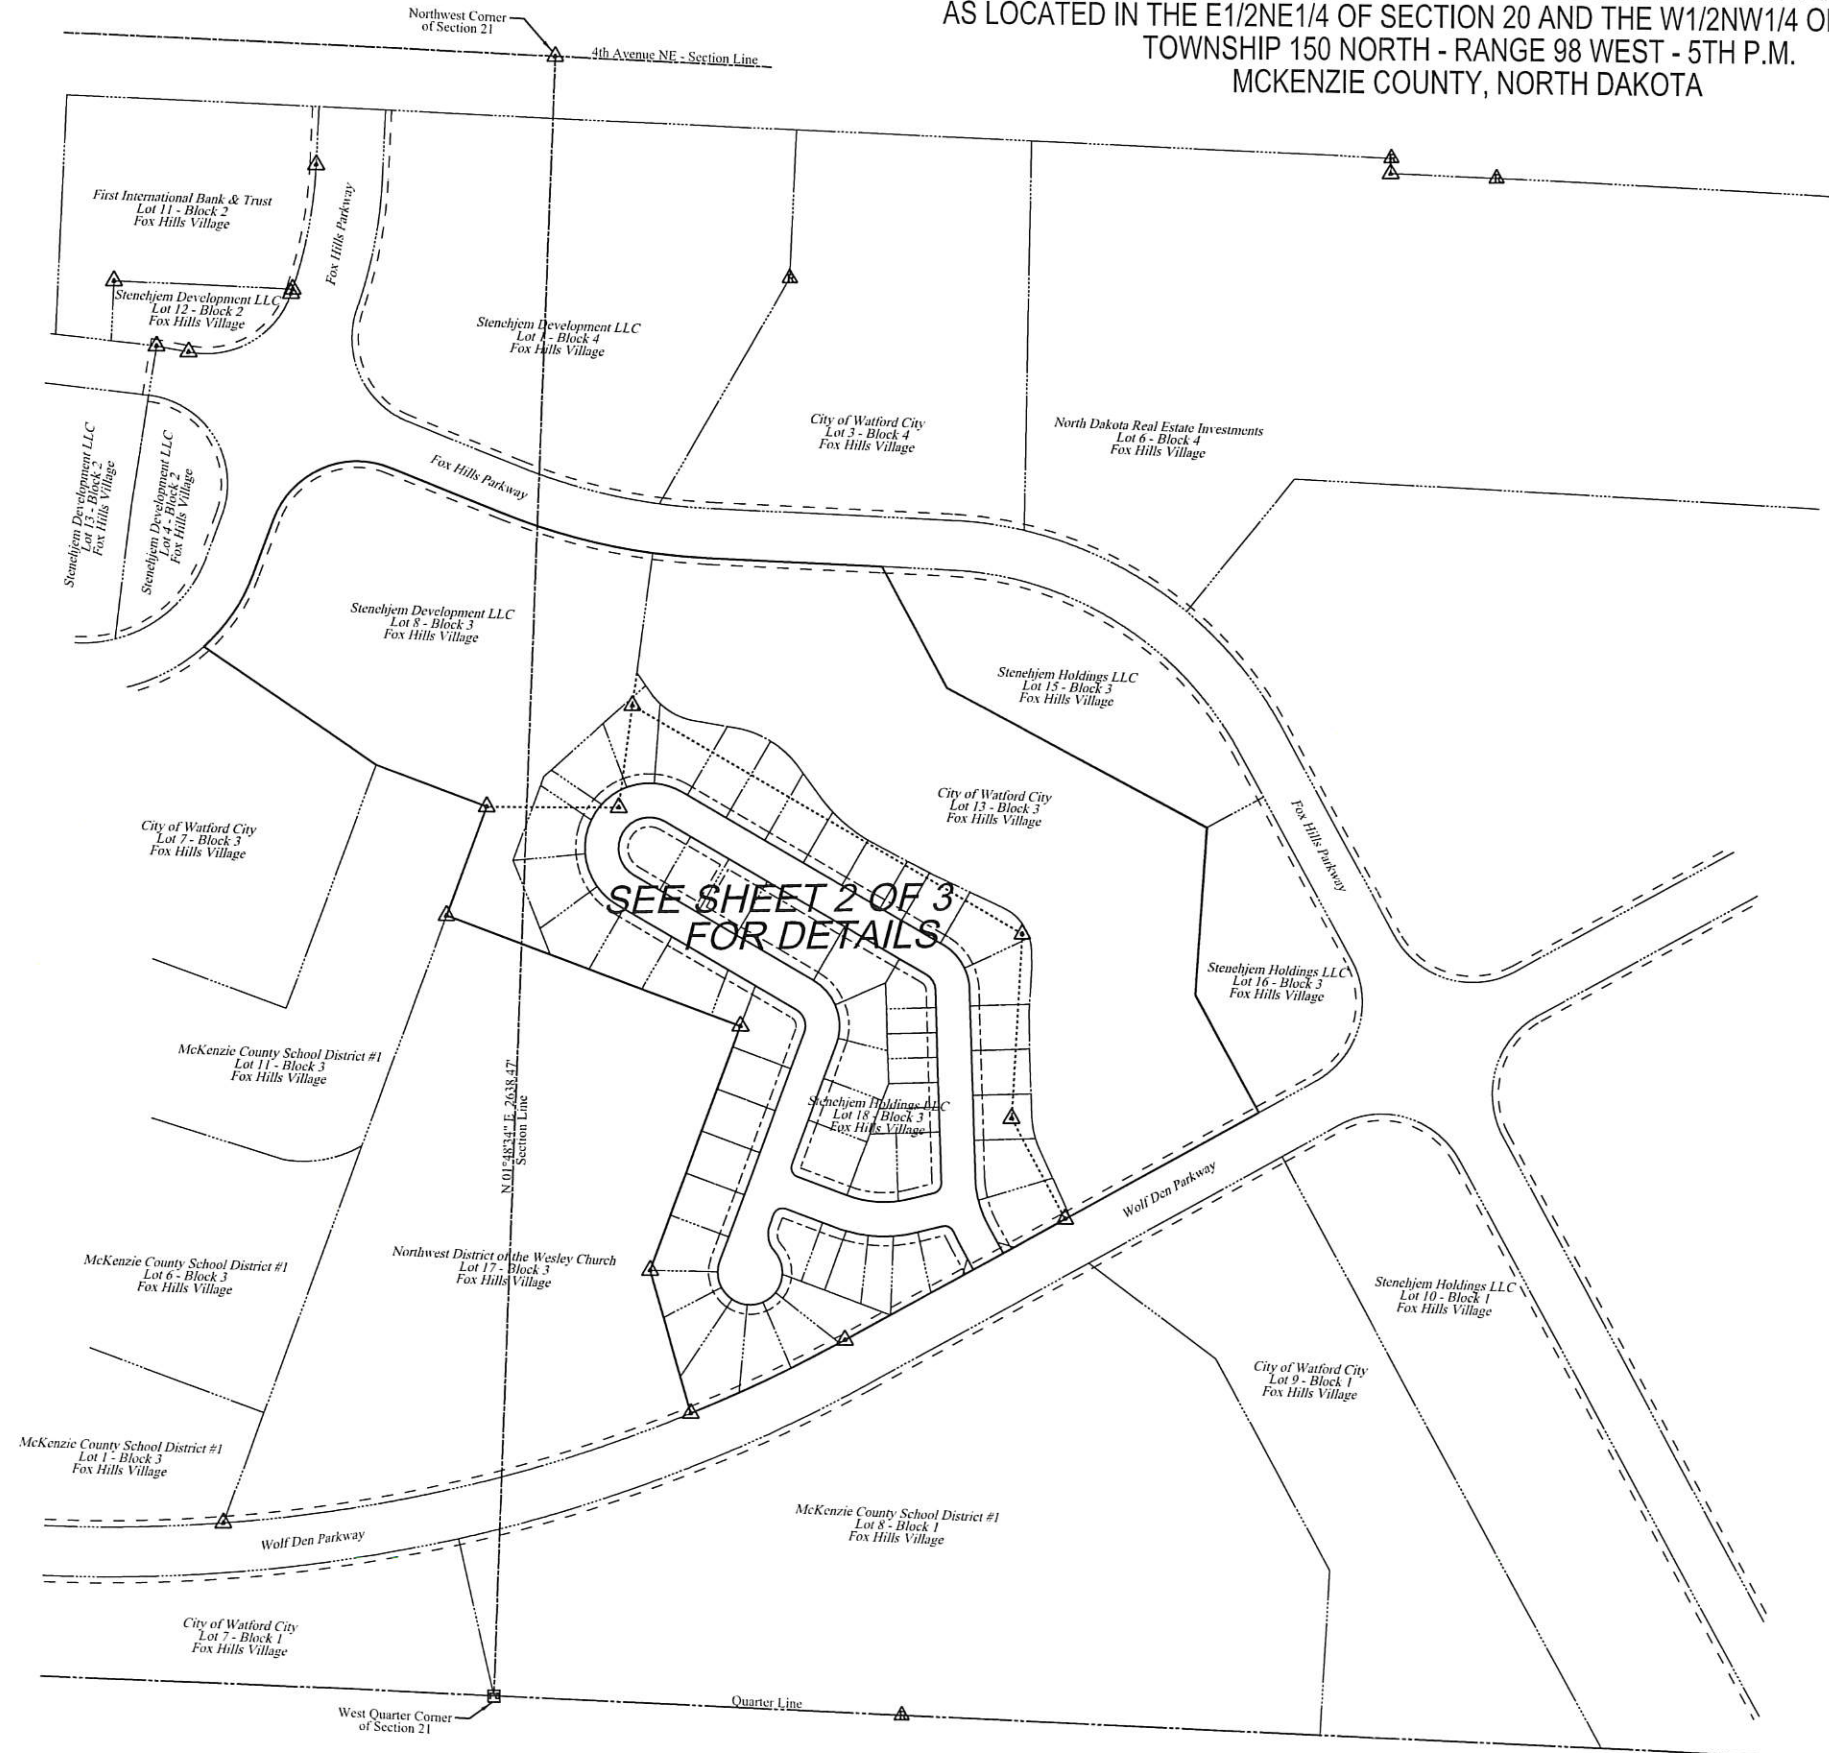 AS LOCATED IN THE E1/2NE1/4 OF SECTION 20 AND THE W1/2NW1/4
TOWNSHIP 150 NORTH - RANGE 98 WEST - 5TH P.M.
MCKENZIE COUNTY, NORTH DAKOTA
Northwest Corner
of Section 21
4th Avenue NE - Section Line
First International Bank & Trust
Lot 11 - Block 2
Fox Hills Village
Fox Hills Parkway
Stenehjem Development LLC
Lot 12 - Block 2
Fox Hills Village
Stenehjem Development LLC
Lot 1 - Block 4
Fox Hills Village
City of Watford City
Lot 3 - Block 4
Fox Hills Village
North Dakota Real Estate Investments
Lot 6 - Block 4
Fox Hills Village
Stenehjem Development LLC
Lot 13 - Block 2
Fox Hills Village
Stenehjem Development LLC
Lot 4 - Block 2
Fox Hills Village
Fox Hills Parkway
Stenehjem Development LLC
Lot 8 - Block 3
Fox Hills Village
Stenehjem Holdings LLC
Lot 15 - Block 3
Fox Hills Village
City of Watford City
Lot 13 - Block 3
Fox Hills Village
Fox Hills Parkway
City of Watford City
Lot 7 - Block 3
Fox Hills Village
SEE SHEET 2 OF 3
FOR DETAILS
Stenehjem Holdings LLC
Lot 16 - Block 3
Fox Hills Village
McKenzie County School District #1
Lot 11 - Block 3
Fox Hills Village
N 01°48'34" E 2638.47'
Section Line
Stenehjem Holdings LLC
Lot 18 - Block 3
Fox Hills Village
Wolf Den Parkway
McKenzie County School District #1
Lot 6 - Block 3
Fox Hills Village
Northwest District of the Wesley Church
Lot 17 - Block 3
Fox Hills Village
Stenehjem Holdings LLC
Lot 10 - Block 1
Fox Hills Village
City of Watford City
Lot 9 - Block 1
Fox Hills Village
McKenzie County School District #1
Lot 1 - Block 3
Fox Hills Village
McKenzie County School District #1
Lot 8 - Block 1
Fox Hills Village
Wolf Den Parkway
City of Watford City
Lot 7 - Block 1
Fox Hills Village
Quarter Line
West Quarter Corner
of Section 21